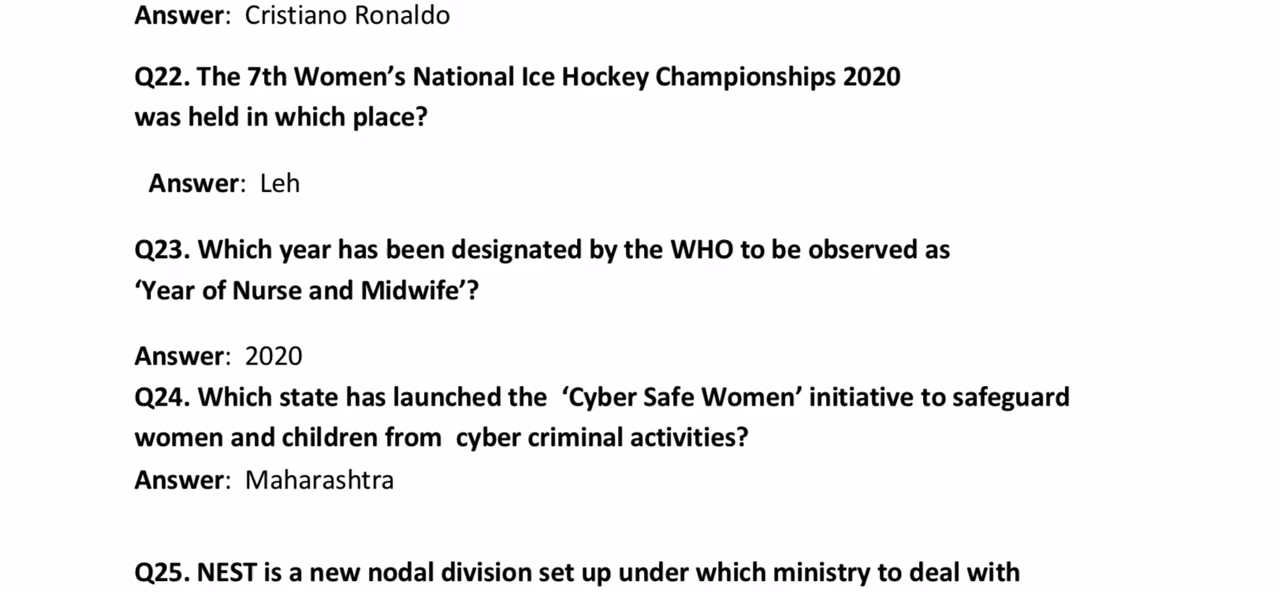 Answer: Cristiano Ronaldo
Q22. The 7th Women’s National Ice Hockey Championships 2020
was held in which place?
Answer: Leh
Q23. Which year has been designated by the WHO to be observed as
‘Year of Nurse and Midwife’?
Answer: 2020
Q24. Which state has launched the ‘Cyber Safe Women’ initiative to safeguard
women and children from cyber criminal activities?
Answer: Maharashtra
Q25. NEST is a new nodal division set up under which ministry to deal with